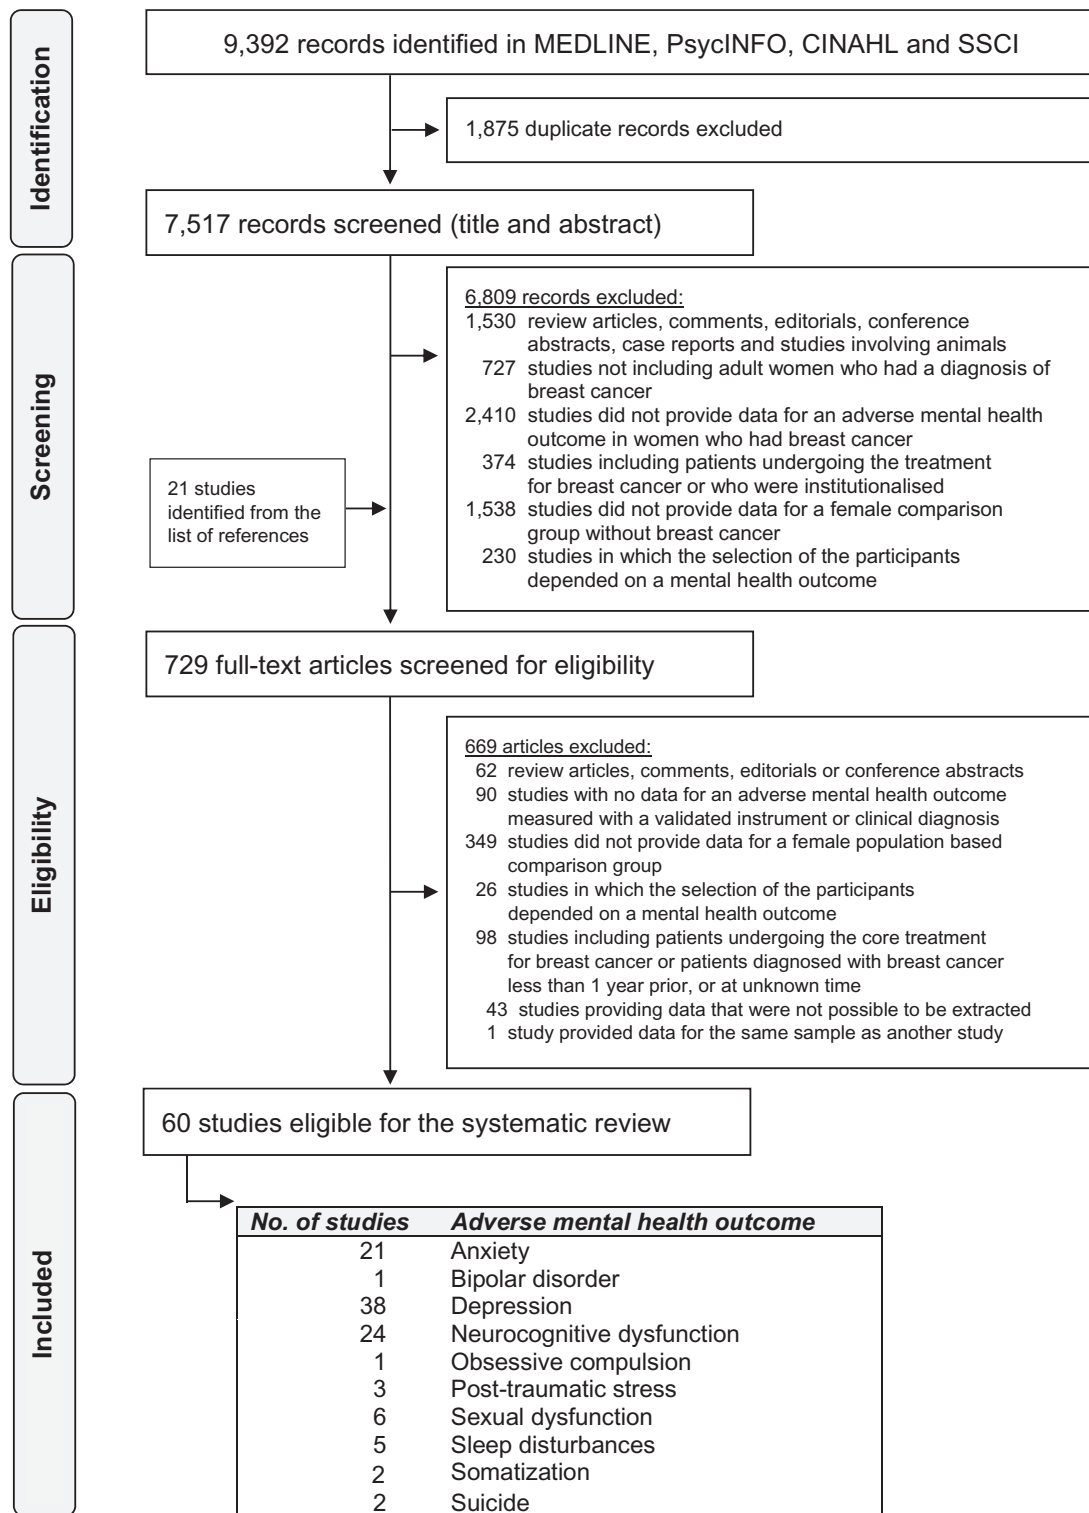 Identification
9,392 records identified in MEDLINE, PsycINFO, CINAHL and SSCI
1,875 duplicate records excluded
7,517 records screened (title and abstract)
Screening
6,809 records excluded:
1,530 review articles, comments, editorials, conference
abstracts, case reports and studies involving animals
727 studies not including adult women who had a diagnosis of
breast cancer
2,410 studies did not provide data for an adverse mental health
outcome in women who had breast cancer
374 studies including patients undergoing the treatment
for breast cancer or who were institutionalised
1,538 studies did not provide data for a female comparison
group without breast cancer
230 studies in which the selection of the participants
depended on a mental health outcome
21 studies
identified from the
list of references
Eligibility
729 full-text articles screened for eligibility
669 articles excluded:
62 review articles, comments, editorials or conference abstracts
90 studies with no data for an adverse mental health outcome
measured with a validated instrument or clinical diagnosis
349 studies did not provide data for a female population based
comparison group
26 studies in which the selection of the participants
depended on a mental health outcome
98 studies including patients undergoing the core treatment
for breast cancer or patients diagnosed with breast cancer
less than 1 year prior, or at unknown time
43 studies providing data that were not possible to be extracted
1 study provided data for the same sample as another study
Included
60 studies eligible for the systematic review
No. of studies Adverse mental health outcome
21 Anxiety
1 Bipolar disorder
38 Depression
24 Neurocognitive dysfunction
1 Obsessive compulsion
3 Post-traumatic stress
6 Sexual dysfunction
5 Sleep disturbances
2 Somatization
2 Suicide